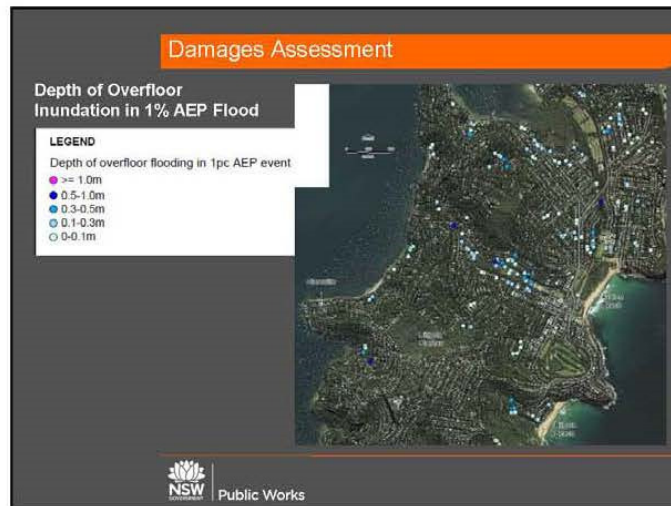 Damages Assessment
Depth of Overfloor
Inundation in 1% AEP Flood
LEGEND
Depth of overfloor flooding in 1pc AEP event
>= 1.0m
0.5-1.0m
0.3-0.5m
0.1-0.3m
0-0.1m
NSW
GOVERNMENT
Public Works